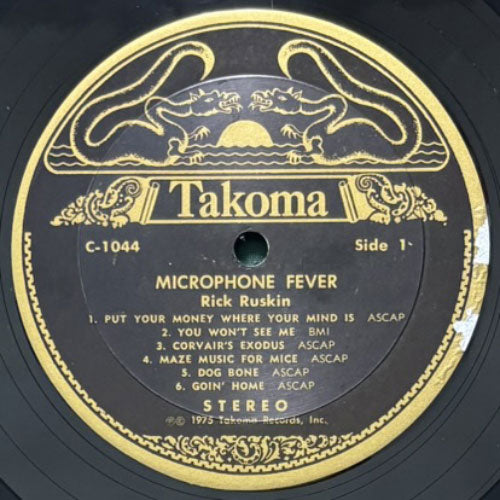 Takoma
C-1044 Side 1
MICROPHONE FEVER
Rick Ruskin
1. PUT YOUR MONEY WHERE YOUR MIND IS ASCAP
2. YOU WON'T SEE ME BMI
3. CORVAIR'S EXODUS ASCAP
4. MAZE MUSIC FOR MICE ASCAP
5. DOG BONE ASCAP
6. GOIN' HOME ASCAP
STEREO
℗© 1975 Takoma Records, Inc.